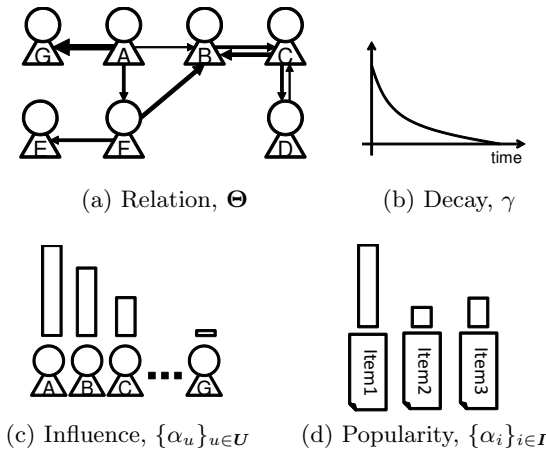 G A B C
D
time
(a) Relation, Θ
(b) Decay, γ
A B C G
Item1 Item2 Item3
(c) Influence, {α_u}_{u∈U}
(d) Popularity, {α_i}_{i∈I}